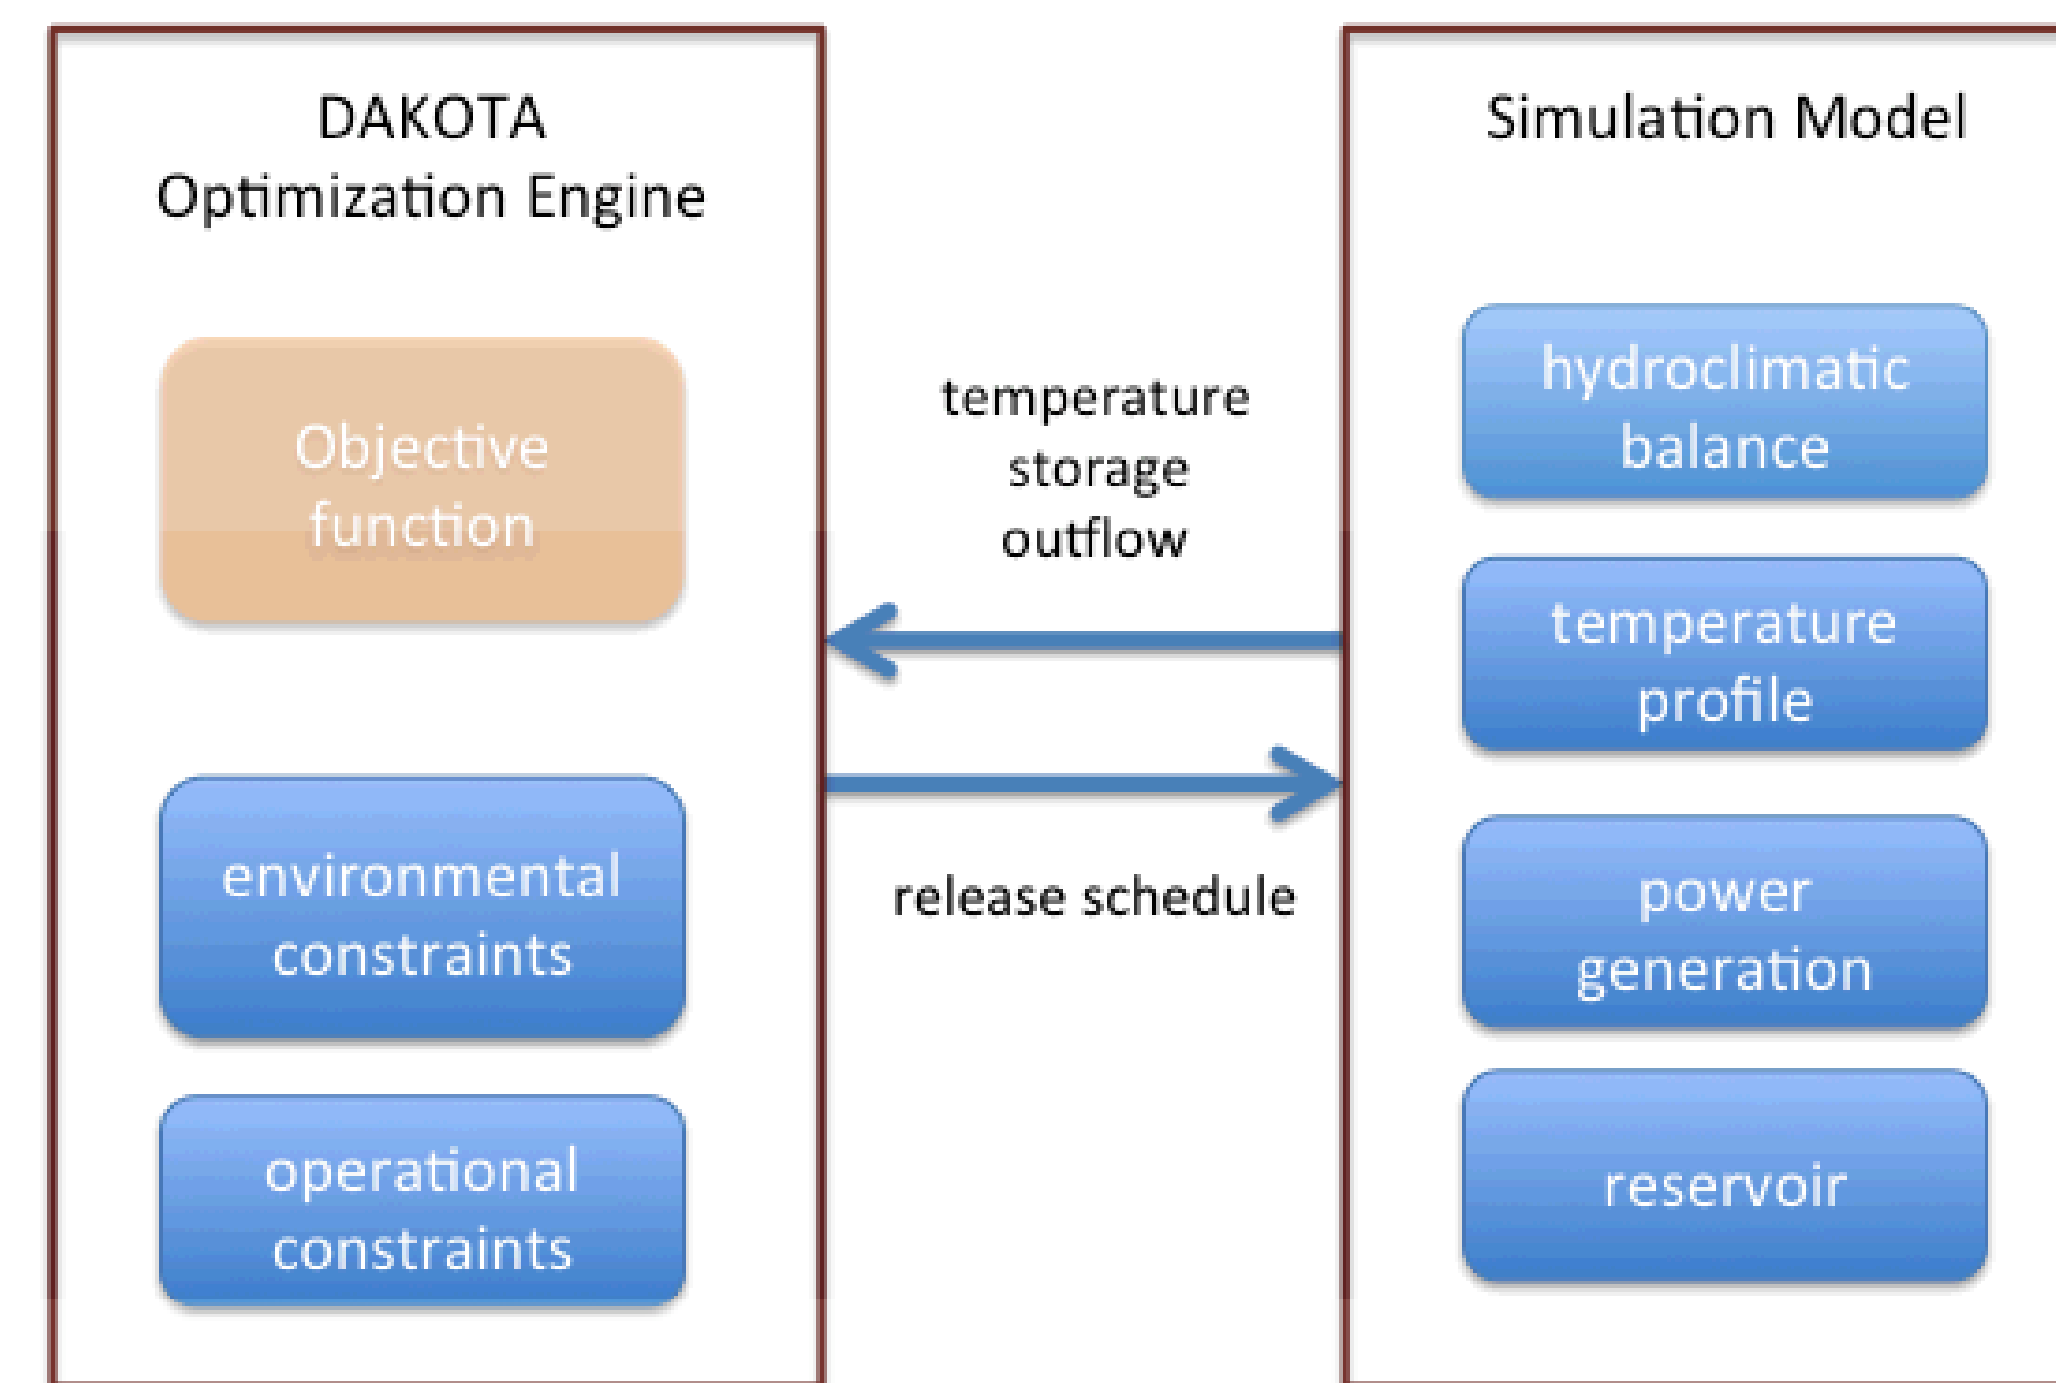 DAKOTA
Optimization Engine
Objective
function
environmental
constraints
operational
constraints
temperature
storage
outflow
release schedule
Simulation Model
hydroclimatic
balance
temperature
profile
power
generation
reservoir